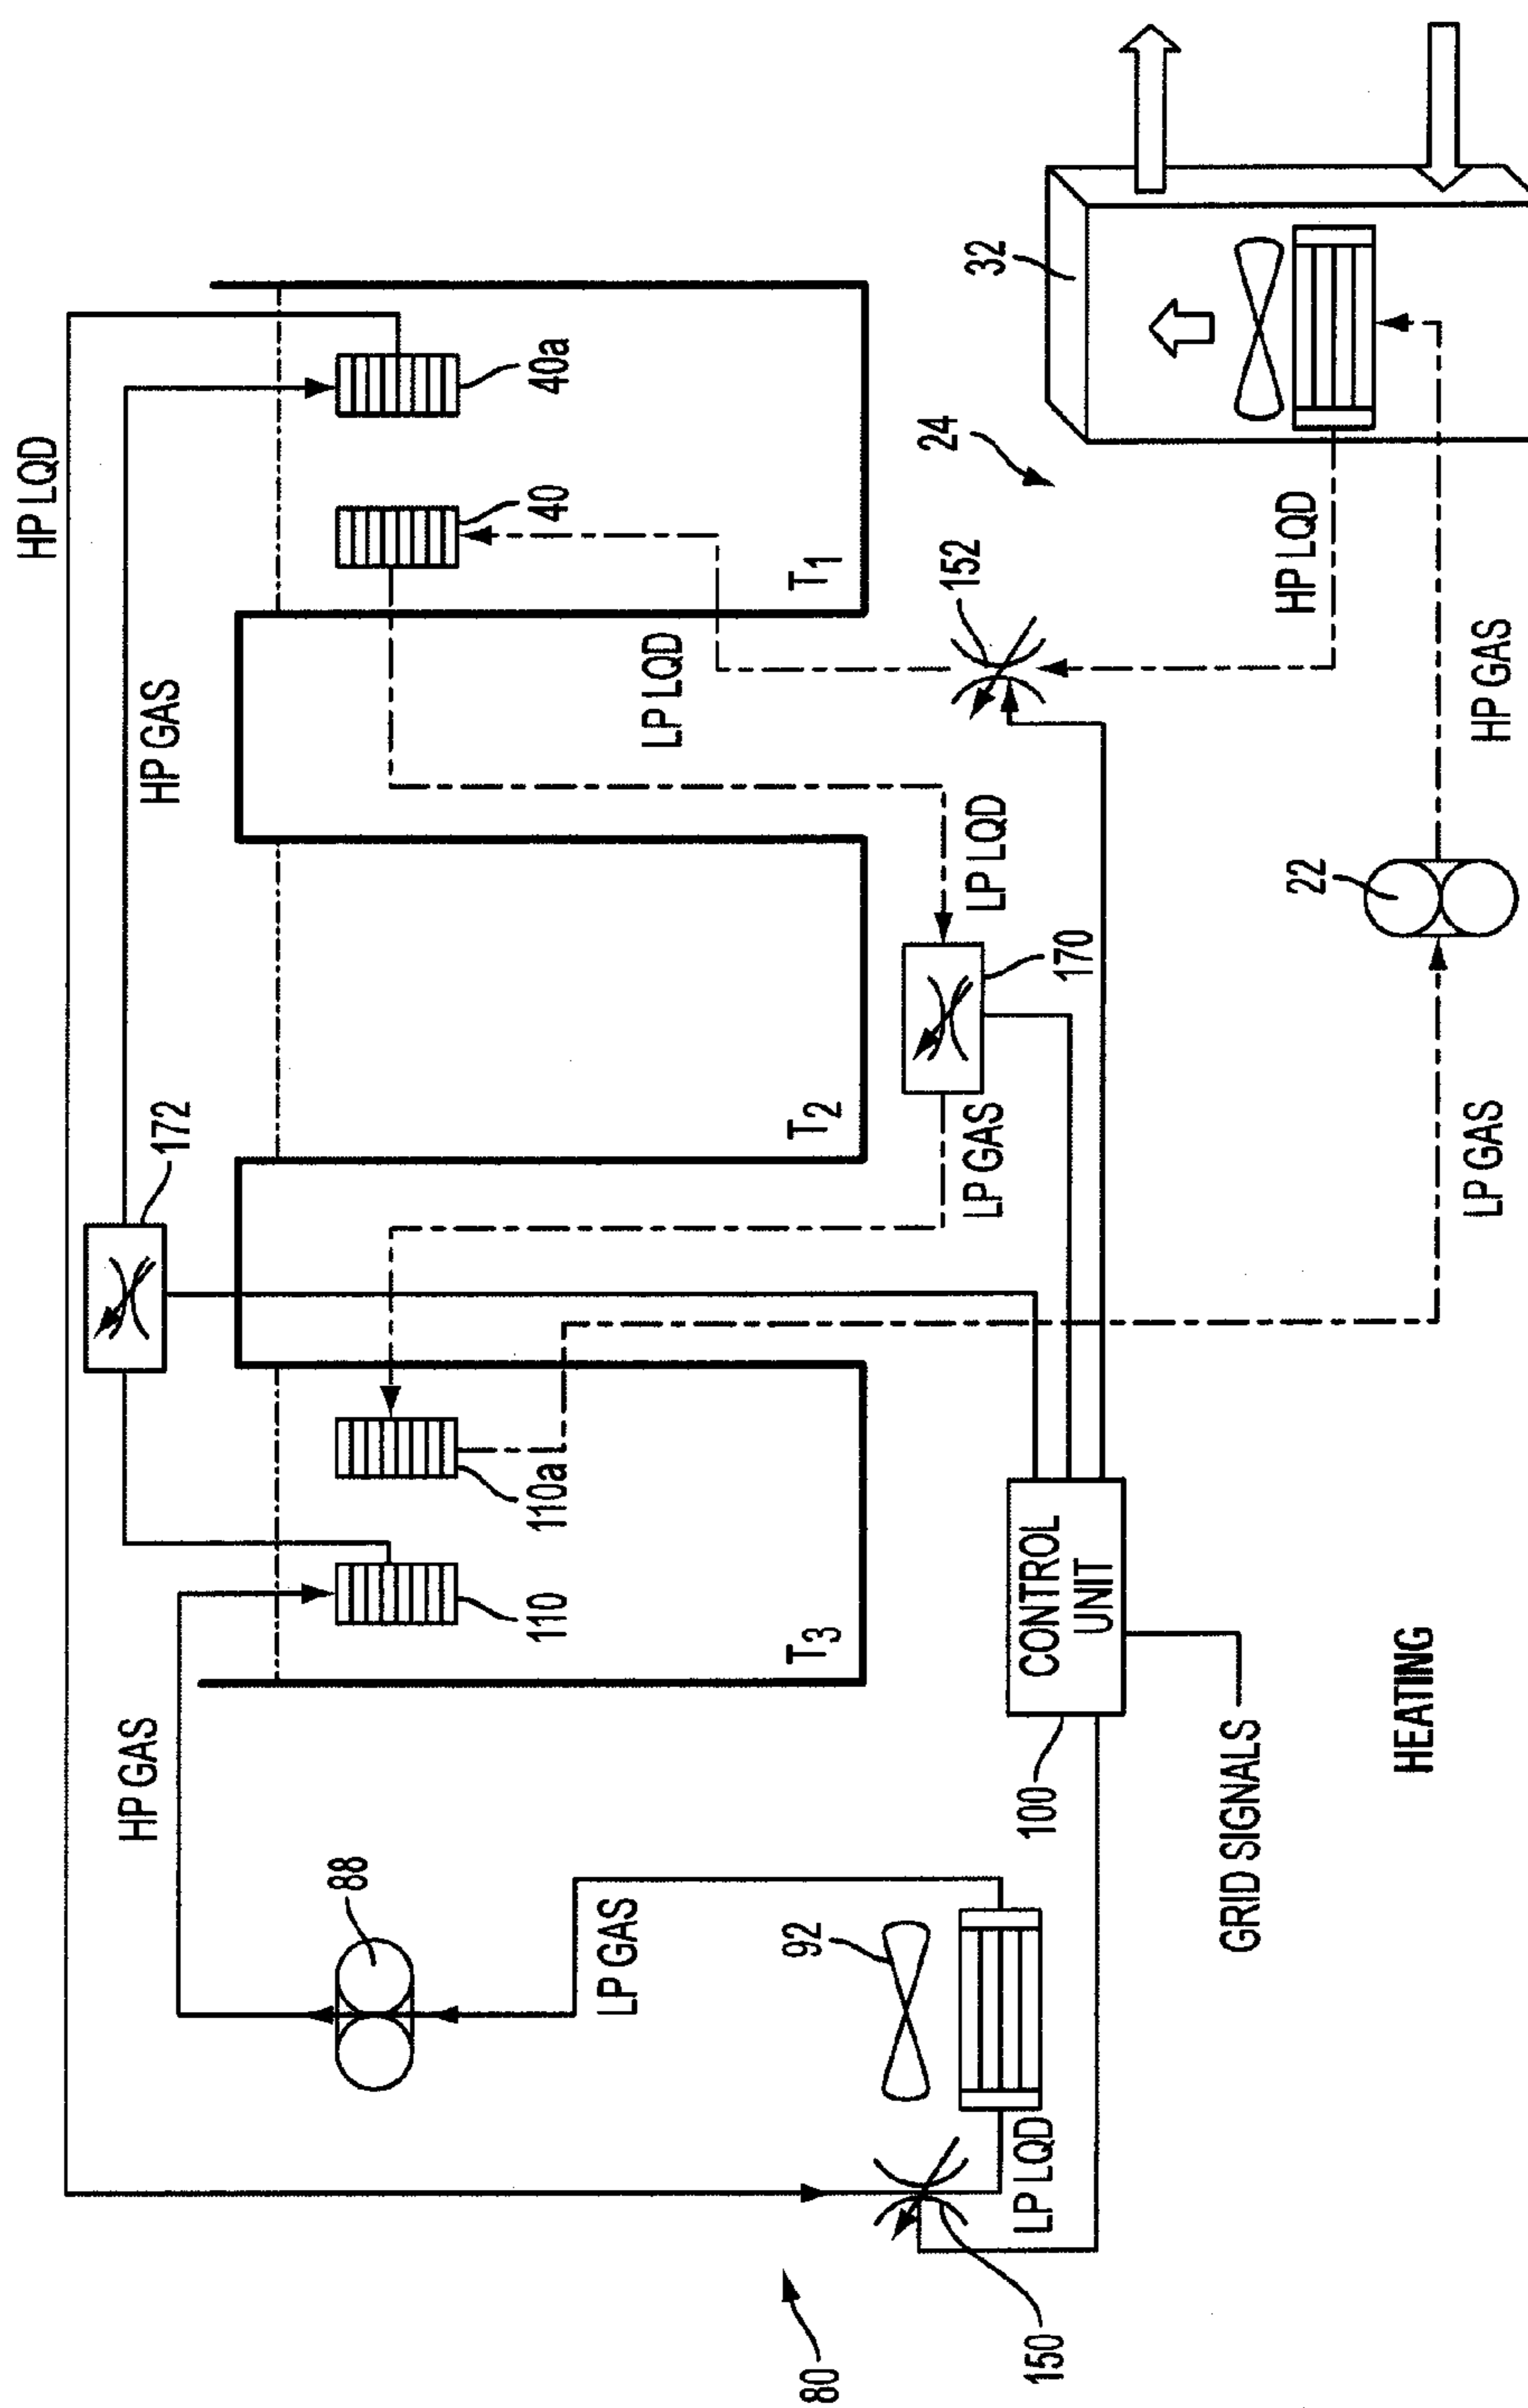 HP LQD
HP GAS
172
HP GAS
88
LP GAS
92
LP LQD
150
80
110
110a
T3
T2
T1
40
40a
LP LQD
LP LQD
170
LP GAS
152
24
32
HP LQD
HP GAS
22
LP GAS
CONTROL
UNIT
100
GRID SIGNALS
HEATING